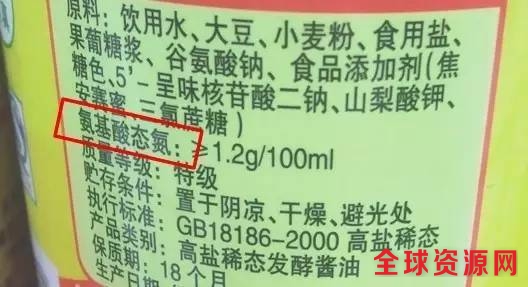 原料：饮用水、大豆、小麦粉、食用盐、
果葡糖浆、谷氨酸钠、食品添加剂(焦
糖色、5'-呈味核苷酸二钠、山梨酸钾、
安赛蜜、三氯蔗糖)
氨基酸态氮：≥1.2g/100ml
质量等级：特级
贮存条件：置于阴凉、干燥、避光处
执行标准：GB18186-2000 高盐稀态
产品类别：高盐稀态发酵酱油
保质期：18个月
生产日
全球资源网